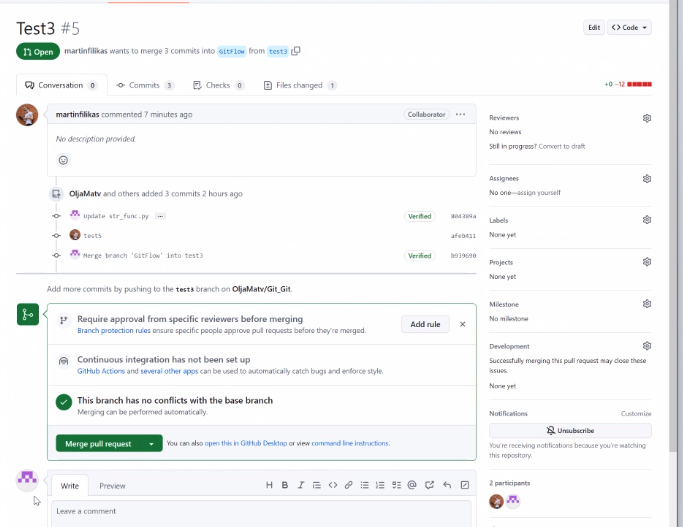 Test3 #5
Edit
Code
Open
martinfilikas wants to merge 3 commits into GitFlow from test3
Conversation 0
Commits 3
Checks 0
Files changed 1
+0 −12
martinfilikas commented 7 minutes ago
Collaborator
No description provided.
OljaMatv and others added 3 commits 2 hours ago
Update str_func.py
Verified
test5
Merge branch 'GitFlow' into test3
Verified
b939690
Add more commits by pushing to the test3 branch on OljaMatv/Git_Git.
Require approval from specific reviewers before merging
Branch protection rules ensure specific people approve pull requests before they're merged.
Add rule
Continuous integration has not been set up
GitHub Actions and several other apps can be used to automatically catch bugs and enforce style.
This branch has no conflicts with the base branch
Merging can be performed automatically.
Merge pull request
You can also open this in GitHub Desktop or view command line instructions.
Write
Preview
Leave a comment
Reviewers
No reviews
Still in progress? Convert to draft
Assignees
No one—assign yourself
Labels
None yet
Projects
None yet
Milestone
No milestone
Development
Successfully merging this pull request may close these
issues.
None yet
Notifications
Customize
Unsubscribe
You're receiving notifications because you're watching
this repository.
2 participants